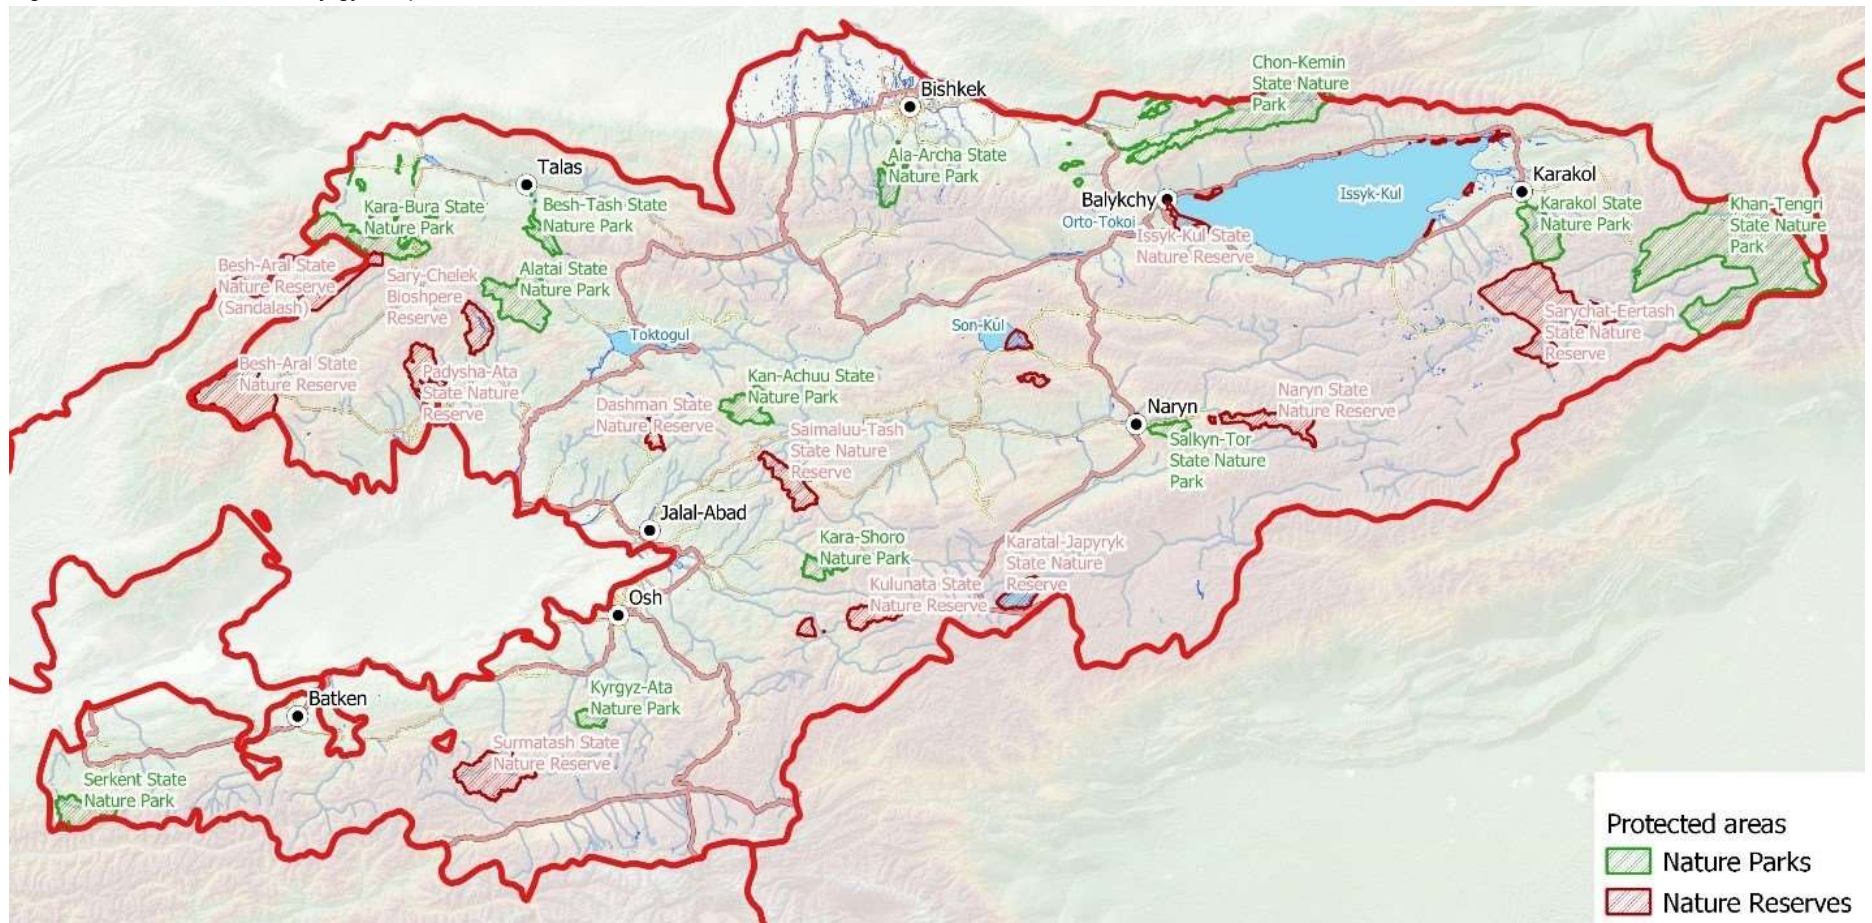 Chon-Kemin
State Nature
Park
Bishkek
Ala-Archa State
Nature Park
Talas
Kara-Bura State
Nature Park
Besh-Tash State
Nature Park
Balykchy
Orto-Tokoi
Issyk-Kul
Issyk-Kul State
Nature Reserve
Karakol
Karakol State
Nature Park
Khan-Tengri
State Nature
Park
Besh-Aral State
Nature Reserve
(Sandalash)
Sary-Chelek
Bioshpere
Reserve
Alatai State
Nature Park
Toktogul
Son-Kul
Sarychat-Eertash
State Nature
Reserve
Besh-Aral State
Nature Reserve
Padysha-Ata
State Nature
Reserve
Dashman State
Nature Reserve
Kan-Achuu State
Nature Park
Saimaluu-Tash
State Nature
Reserve
Naryn
Salkyn-Tor
State Nature
Park
Naryn State
Nature Reserve
Jalal-Abad
Kara-Shoro
Nature Park
Karatal-Japyryk
State Nature
Reserve
Kulunata State
Nature Reserve
Osh
Batken
Kyrgyz-Ata
Nature Park
Surmatash State
Nature Reserve
Serkent State
Nature Park
Protected areas
Nature Parks
Nature Reserves